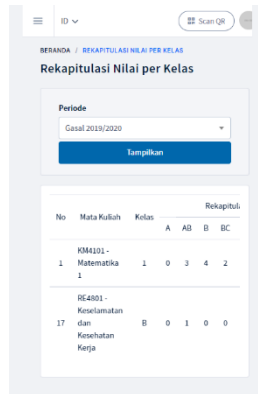 ID
Scan QR
BERANDA / REKAPITULASI NILAI PER KELAS
Rekapitulasi Nilai per Kelas
Periode
Gasal 2019/2020
Tampilkan
No Mata Kuliah Kelas Rekapitula
A AB B BC
1 KM4101 - Matematika 1 1 0 3 4 2
17 RE4801 - Keselamatan dan Kesehatan Kerja B 0 1 0 0